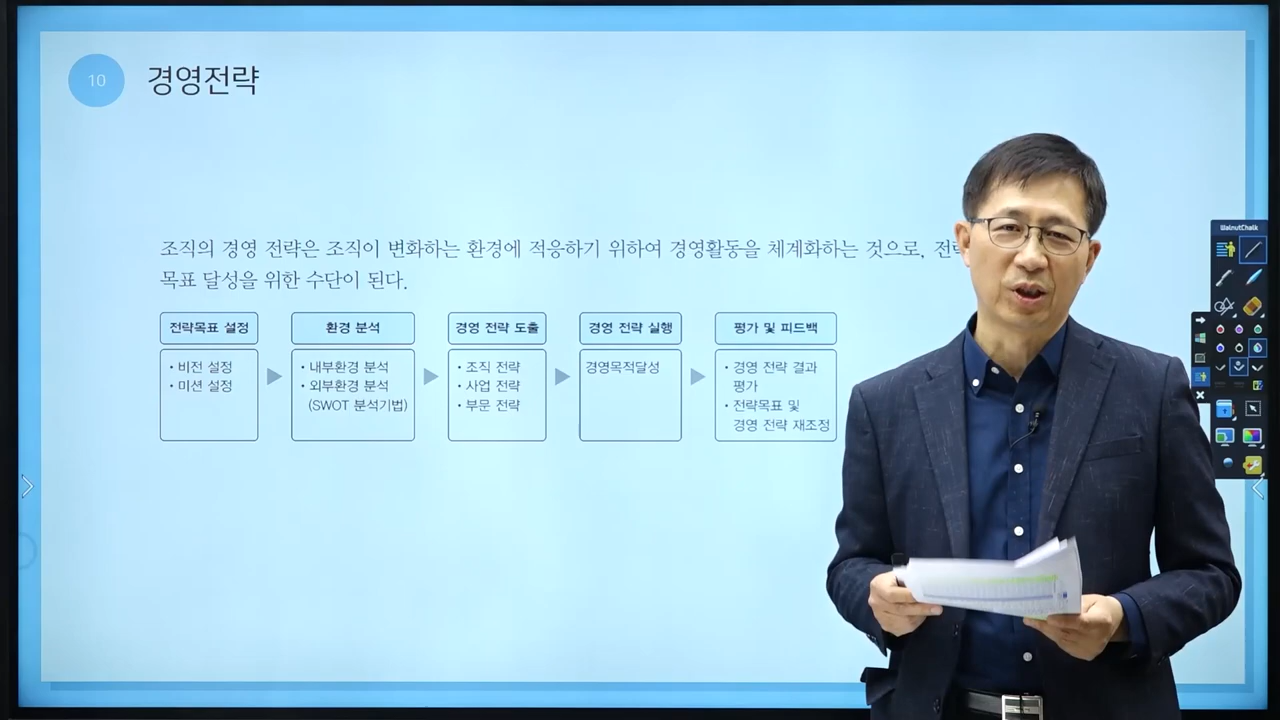 10
경영전략
조직의 경영 전략은 조직이 변화하는 환경에 적응하기 위하여 경영활동을 체계화하는 것으로,
목표 달성을 위한 수단이 된다.
전략목표 설정
• 비전 설정
• 미션 설정
환경 분석
• 내부환경 분석
• 외부환경 분석
(SWOT 분석기법)
경영 전략 도출
• 조직 전략
• 사업 전략
• 부문 전략
경영 전략 실행
경영목적달성
평가 및 피드백
• 경영 전략 결과
평가
• 전략목표 및
경영 전략 재조정
WalnutChalk